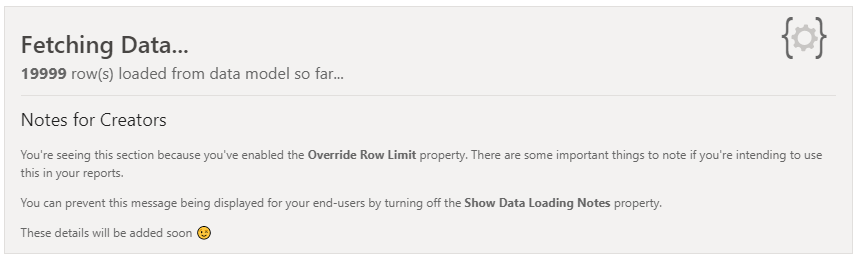 Fetching Data...
19999 row(s) loaded from data model so far...
Notes for Creators
You're seeing this section because you've enabled the Override Row Limit property. There are some important things to note if you're intending to use
this in your reports.
You can prevent this message being displayed for your end-users by turning off the Show Data Loading Notes property.
These details will be added soon 😉